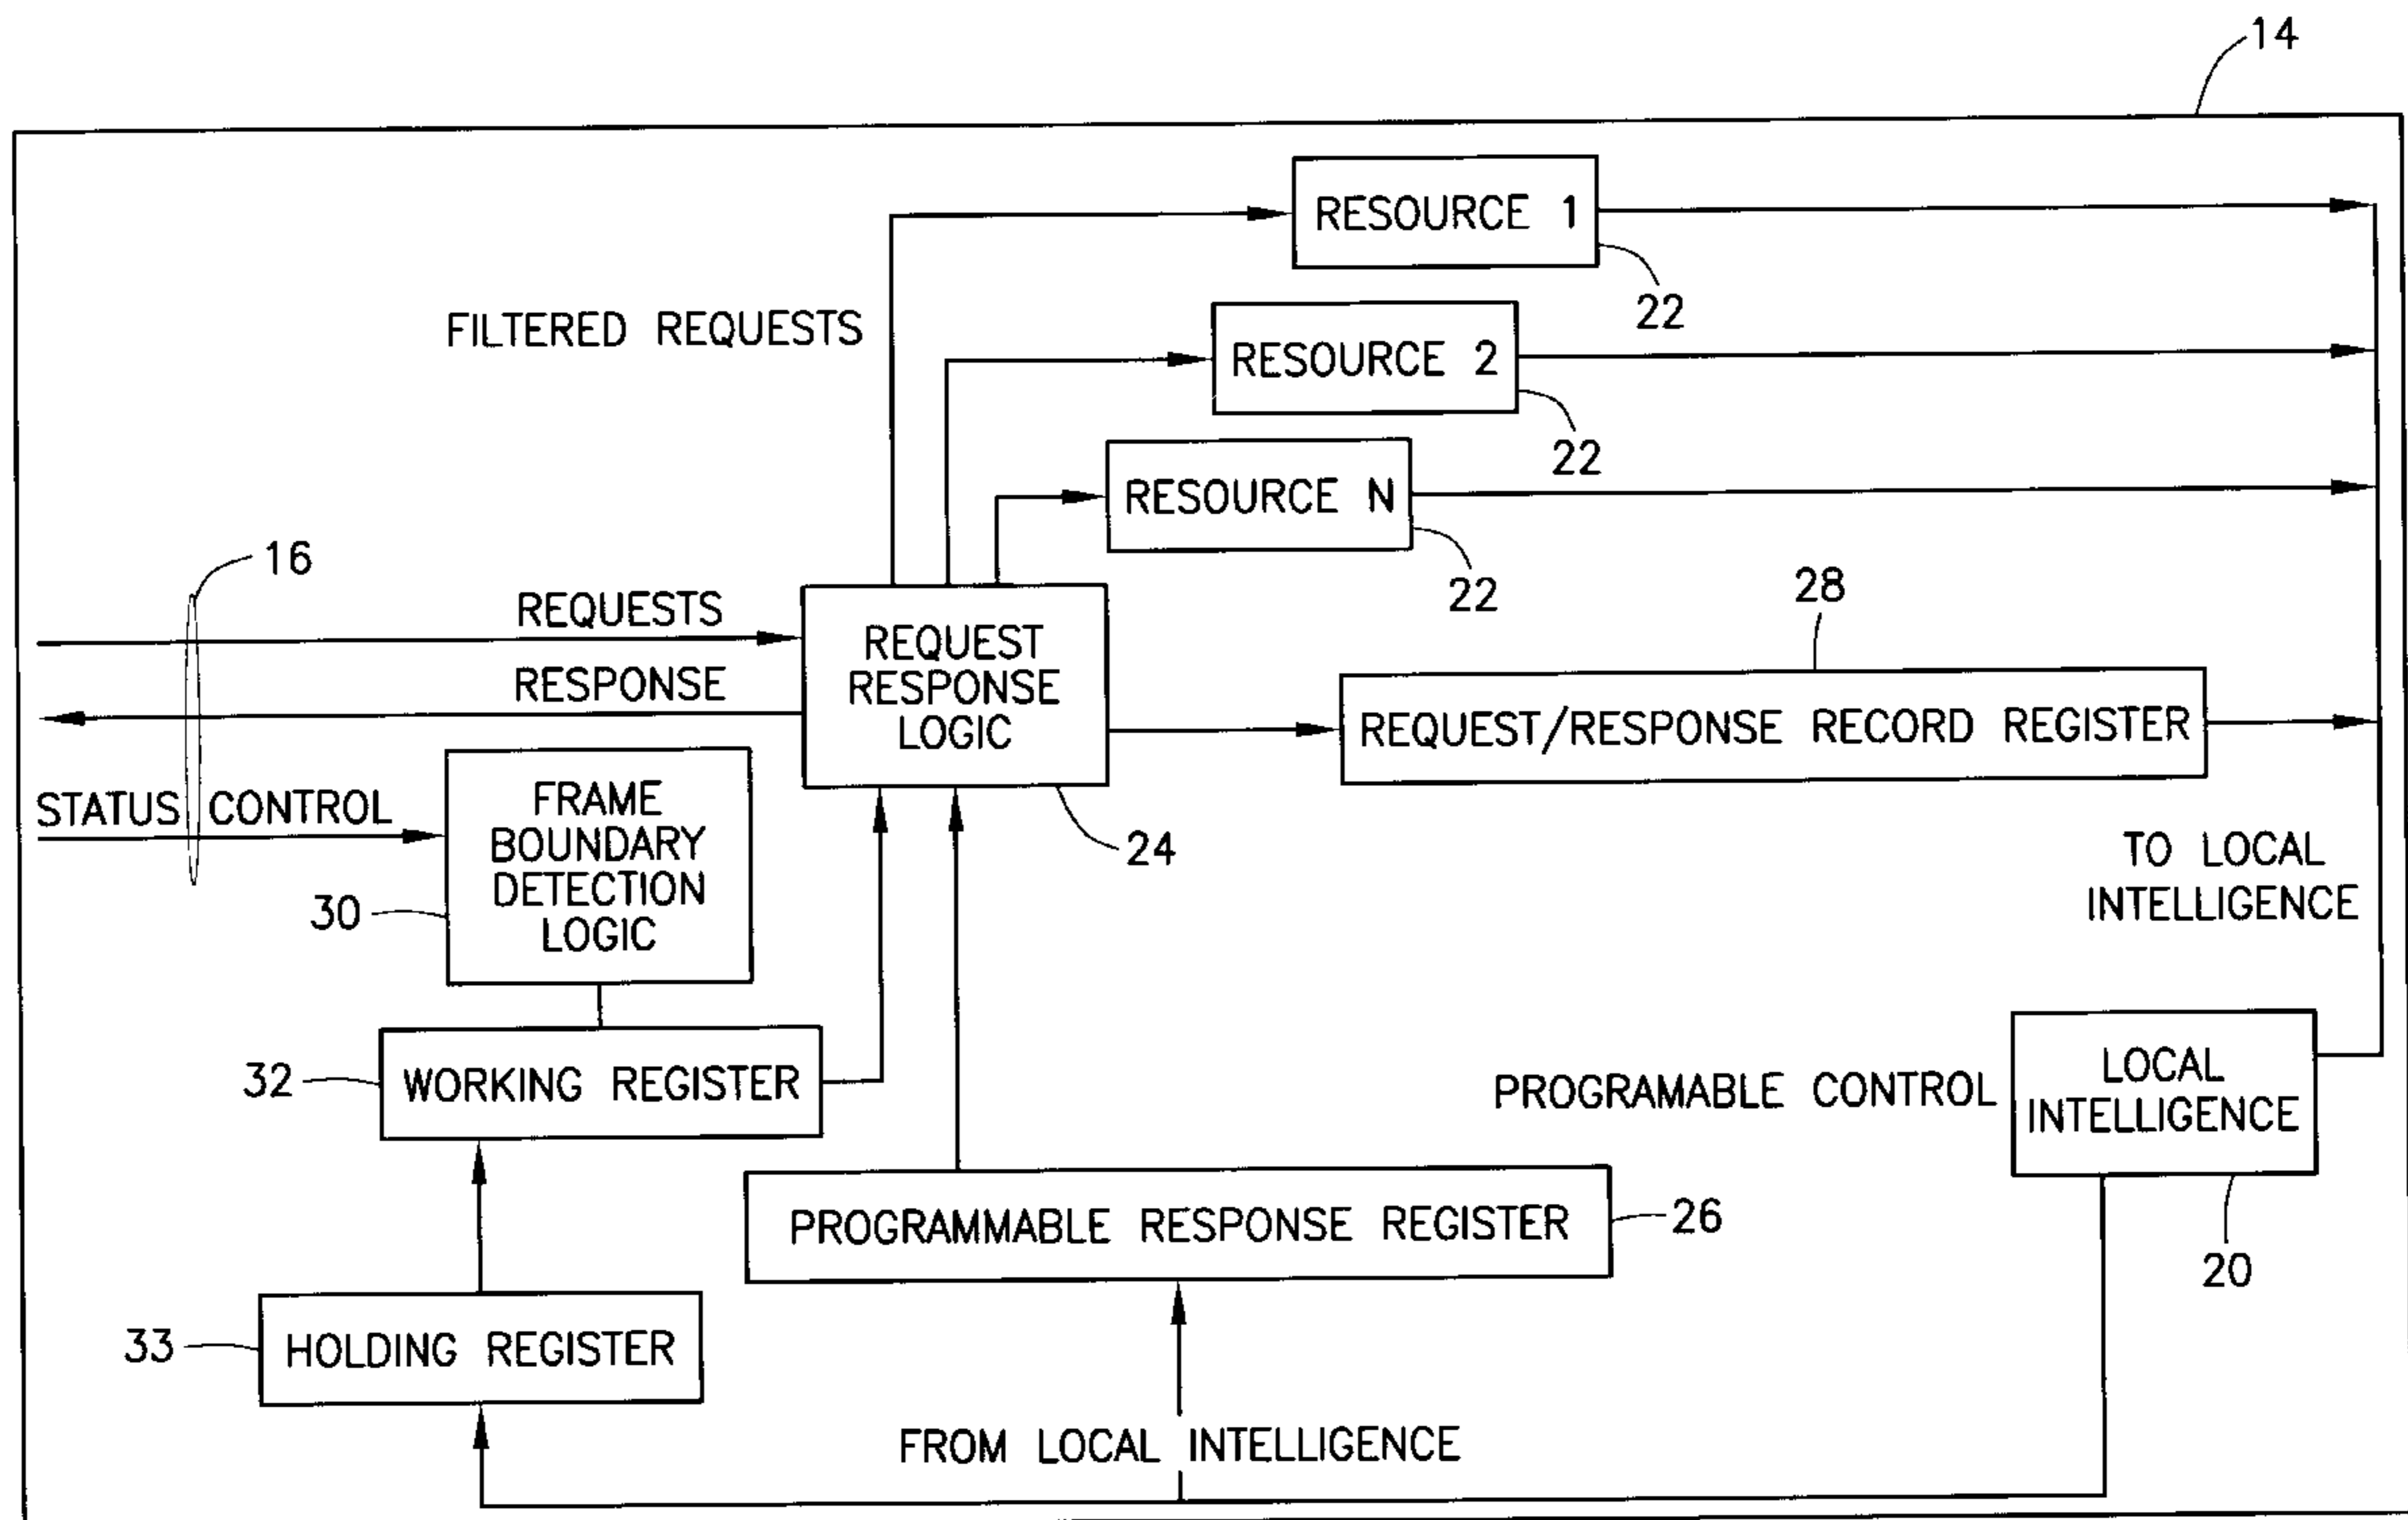 14
RESOURCE 1
22
FILTERED REQUESTS
RESOURCE 2
22
RESOURCE N
22
16
REQUESTS
RESPONSE
STATUS CONTROL
REQUEST
RESPONSE
LOGIC
24
28
REQUEST/RESPONSE RECORD REGISTER
FRAME
BOUNDARY
DETECTION
LOGIC
30
TO LOCAL
INTELLIGENCE
32
WORKING REGISTER
PROGRAMABLE CONTROL
LOCAL
INTELLIGENCE
20
PROGRAMMABLE RESPONSE REGISTER
26
33
HOLDING REGISTER
FROM LOCAL INTELLIGENCE